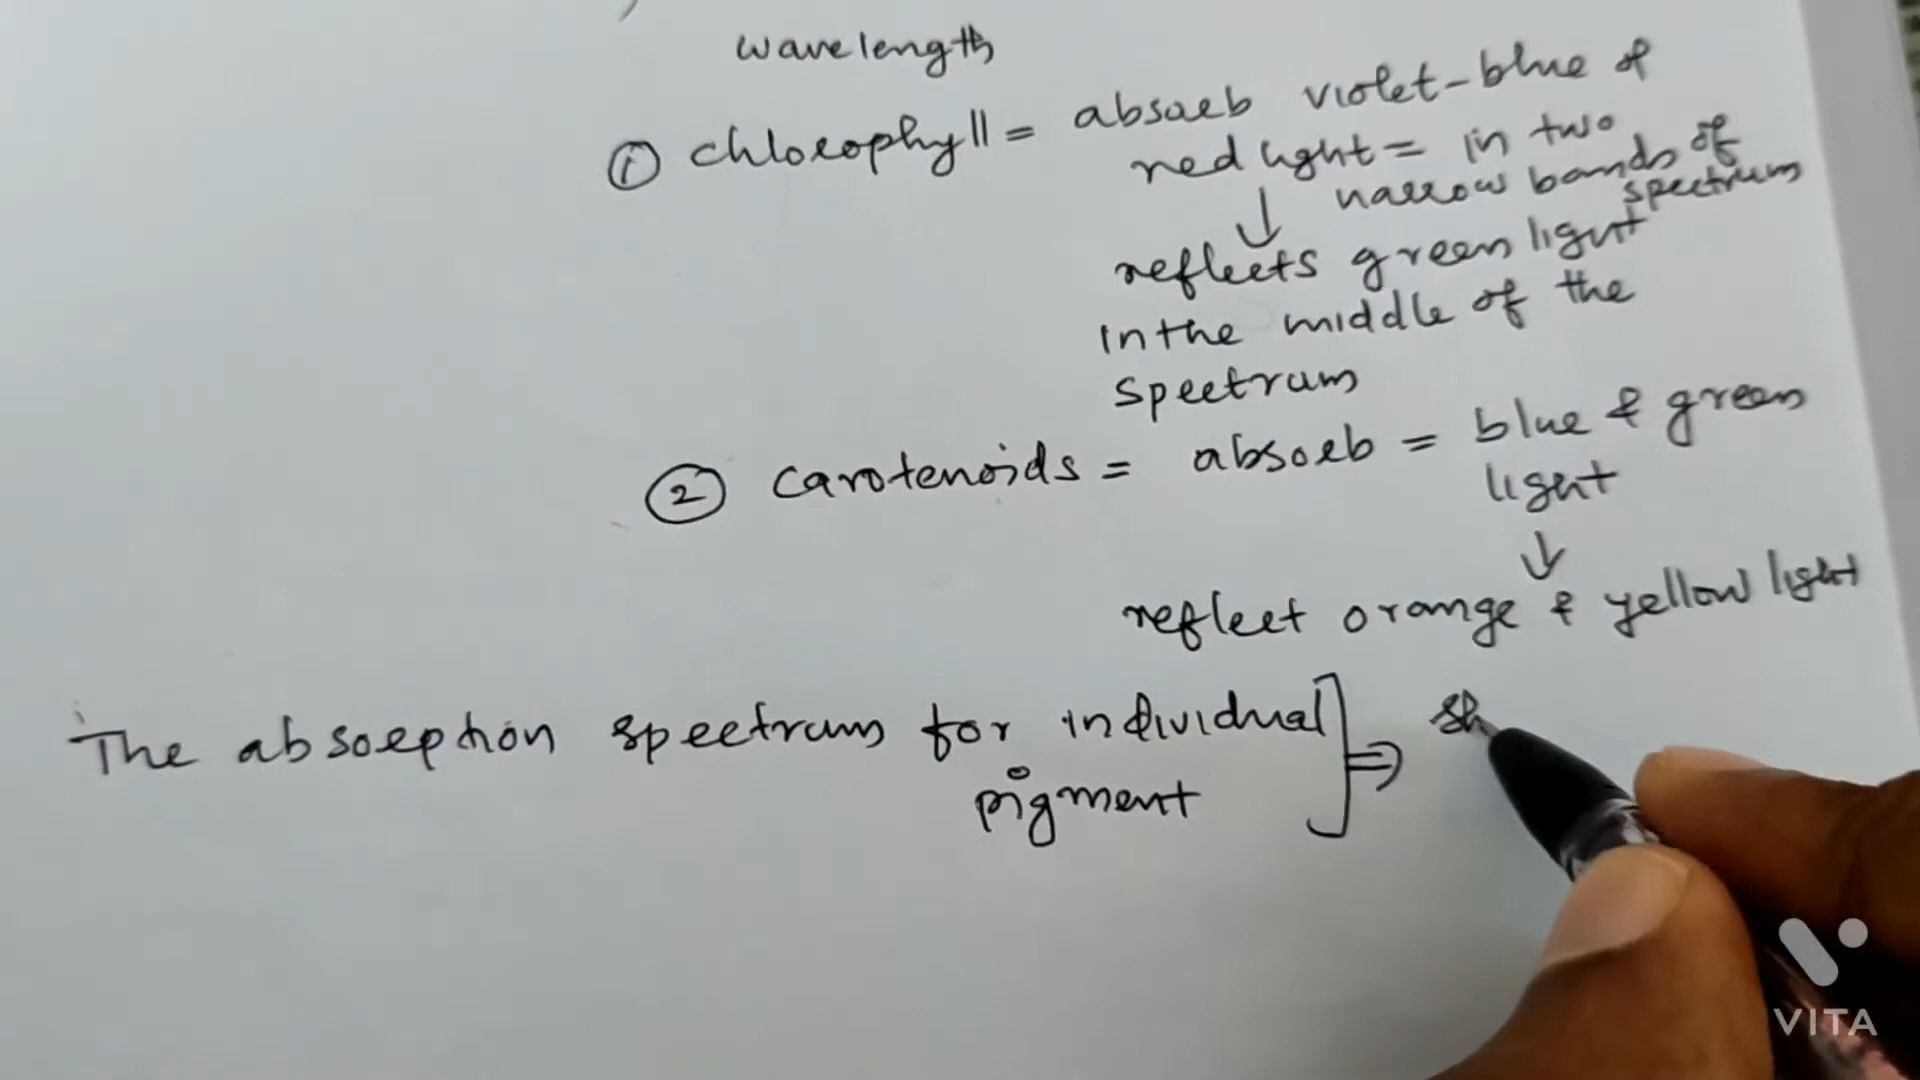 wavelength
① chlorophyll = absorb violet-blue &
red light = in two
narrow bands of
spectrum
↓
reflects green light
in the middle of the
spectrum
② carotenoids = absorb = blue & green
light
↓
reflect orange & yellow light
The absorption spectrum for individual
pigment ] ⇒ sh
VITA